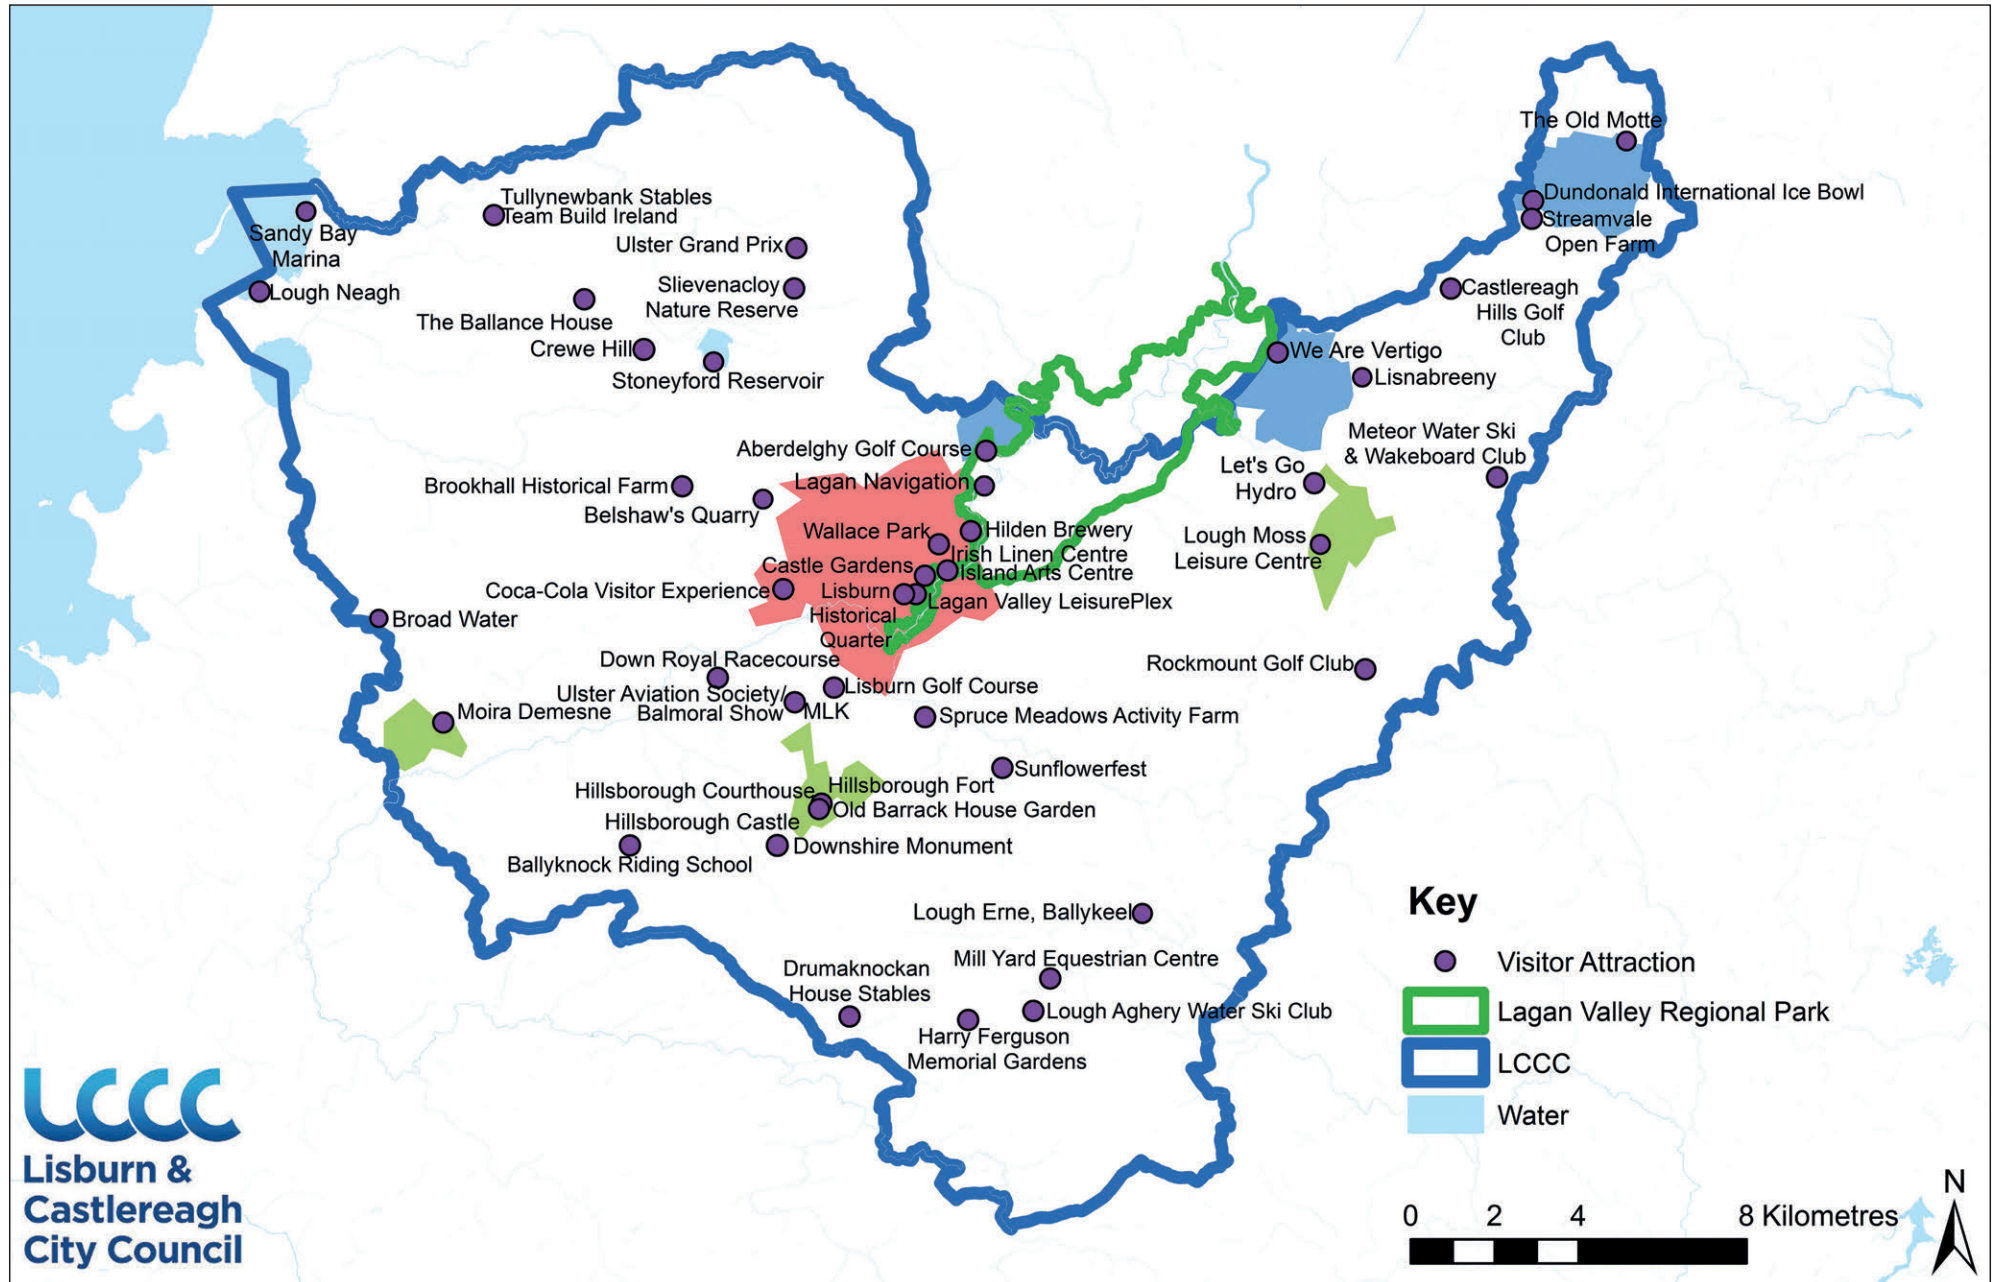 The Old Motte
Tullynewbank Stables
Team Build Ireland
Dundonald International Ice Bowl
Streamvale
Open Farm
Sandy Bay
Marina
Ulster Grand Prix
Lough Neagh
Slievenacloy
Nature Reserve
Castlereagh
Hills Golf
Club
The Ballance House
Crewe Hill
Stoneyford Reservoir
We Are Vertigo
Lisnabreeny
Aberdelghy Golf Course
Meteor Water Ski
& Wakeboard Club
Brookhall Historical Farm
Lagan Navigation
Let's Go
Hydro
Belshaw's Quarry
Wallace Park
Hilden Brewery
Irish Linen Centre
Lough Moss
Leisure Centre
Castle Gardens
Island Arts Centre
Coca-Cola Visitor Experience
Lisburn
Historical
Quarter
Lagan Valley LeisurePlex
Broad Water
Down Royal Racecourse
Rockmount Golf Club
Ulster Aviation Society/
Balmoral Show
MLK
Lisburn Golf Course
Moira Demesne
Spruce Meadows Activity Farm
Sunflowerfest
Hillsborough Courthouse
Hillsborough Fort
Old Barrack House Garden
Hillsborough Castle
Downshire Monument
Ballyknock Riding School
Lough Erne, Ballykeel
Mill Yard Equestrian Centre
Drumaknockan
House Stables
Lough Aghery Water Ski Club
Harry Ferguson
Memorial Gardens
Key
Visitor Attraction
Lagan Valley Regional Park
LCCC
Water
LCCC
Lisburn &
Castlereagh
City Council
N
0 2 4 8 Kilometres